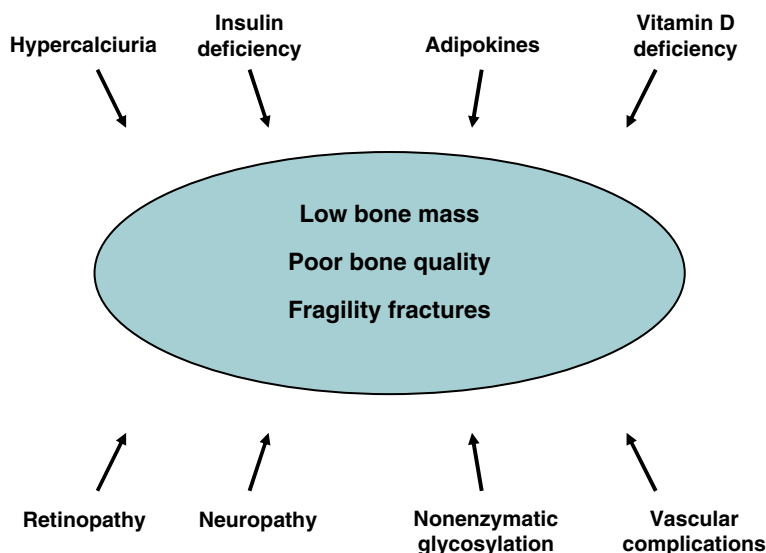 Hypercalciuria
Insulin
deficiency
Adipokines
Vitamin D
deficiency
Low bone mass
Poor bone quality
Fragility fractures
Retinopathy
Neuropathy
Nonenzymatic
glycosylation
Vascular
complications